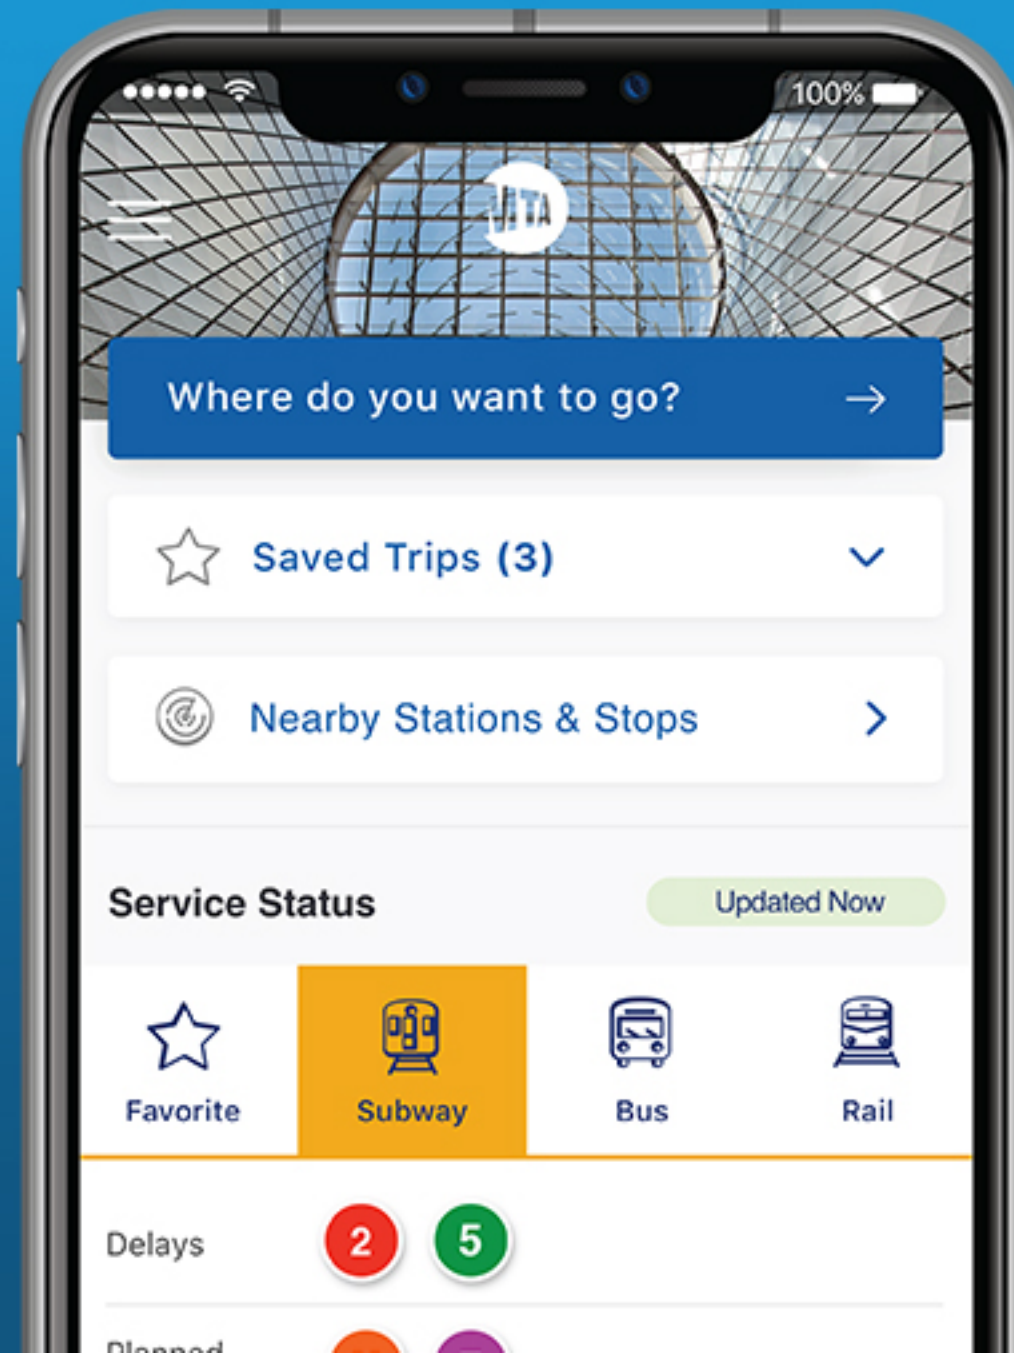 100%
MTA
Where do you want to go?
Saved Trips (3)
Nearby Stations & Stops
Service Status
Updated Now
Favorite
Subway
Bus
Rail
Delays
2
5
Planned